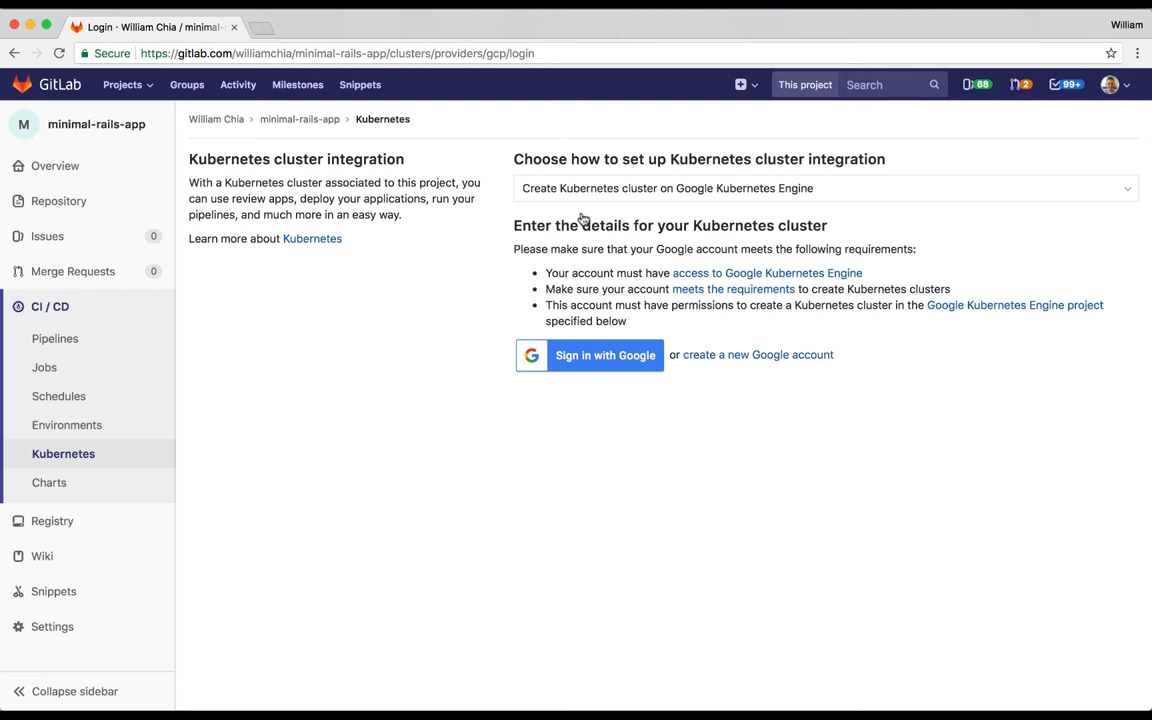 Login · William Chia / minimal-
William
Secure https://gitlab.com/williamchia/minimal-rails-app/clusters/providers/gcp/login
GitLab Projects Groups Activity Milestones Snippets This project Search 68 2 99+
M minimal-rails-app
William Chia › minimal-rails-app › Kubernetes
Overview
Repository
Issues 0
Merge Requests 0
CI / CD
Pipelines
Jobs
Schedules
Environments
Kubernetes
Charts
Registry
Wiki
Snippets
Settings
Collapse sidebar
Kubernetes cluster integration
With a Kubernetes cluster associated to this project, you
can use review apps, deploy your applications, run your
pipelines, and much more in an easy way.
Learn more about Kubernetes
Choose how to set up Kubernetes cluster integration
Create Kubernetes cluster on Google Kubernetes Engine
Enter the details for your Kubernetes cluster
Please make sure that your Google account meets the following requirements:
• Your account must have access to Google Kubernetes Engine
• Make sure your account meets the requirements to create Kubernetes clusters
• This account must have permissions to create a Kubernetes cluster in the Google Kubernetes Engine project
specified below
G Sign in with Google or create a new Google account